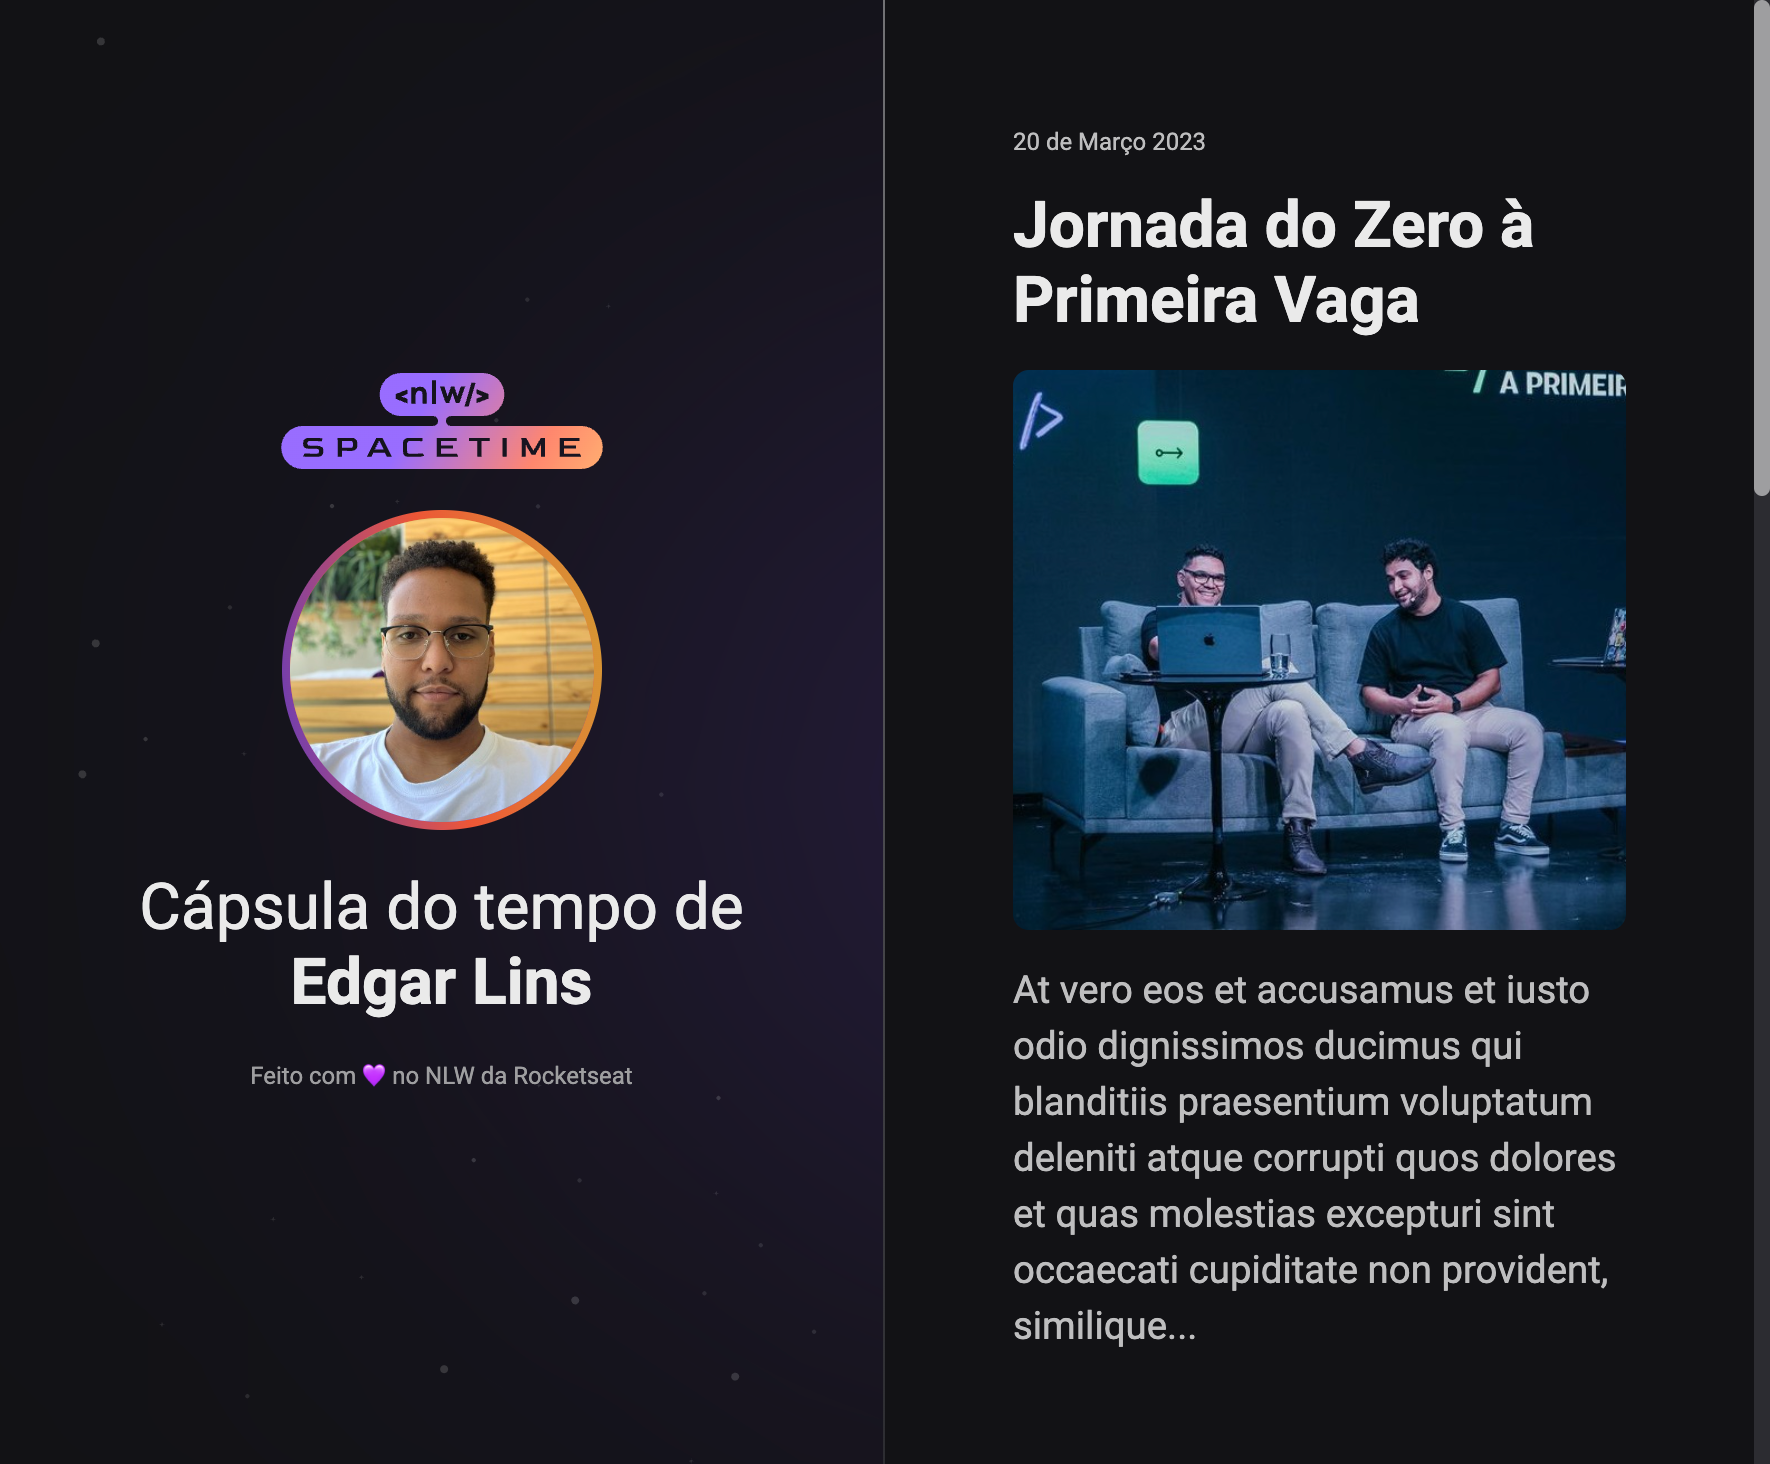 <nlw/>
SPACETIME
Cápsula do tempo de
Edgar Lins
Feito com 💜 no NLW da Rocketseat
20 de Março 2023
Jornada do Zero à
Primeira Vaga
/>
A PRIMEIR
At vero eos et accusamus et iusto
odio dignissimos ducimus qui
blanditiis praesentium voluptatum
deleniti atque corrupti quos dolores
et quas molestias excepturi sint
occaecati cupiditate non provident,
similique...